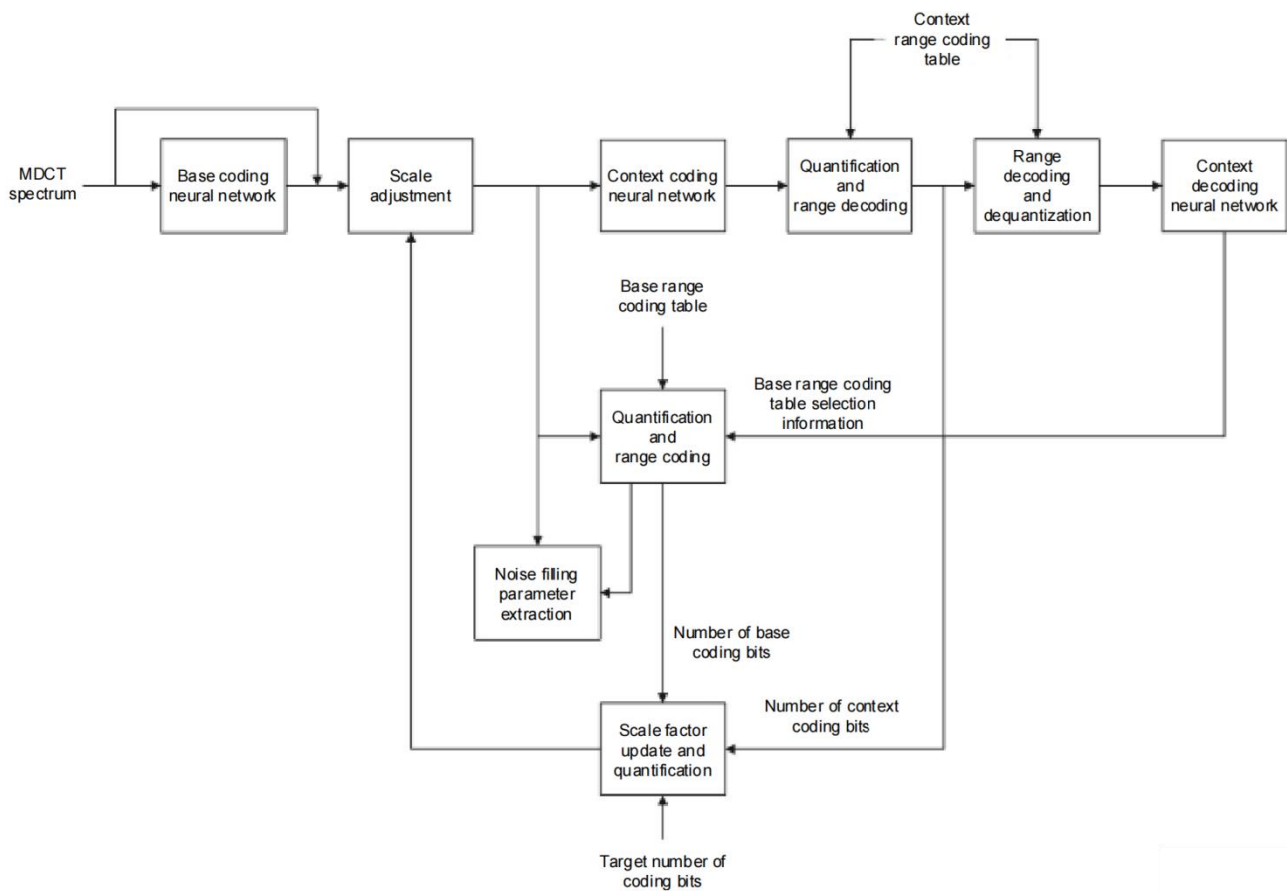 Context
range coding
table
MDCT
spectrum
Base coding
neural network
Scale
adjustment
Context coding
neural network
Quantification
and
range decoding
Range
decoding
and
dequantization
Context
decoding
neural network
Base range
coding table
Quantification
and
range coding
Base range coding
table selection
information
Noise filling
parameter
extraction
Number of base
coding bits
Scale factor
update and
quantification
Number of context
coding bits
Target number of
coding bits